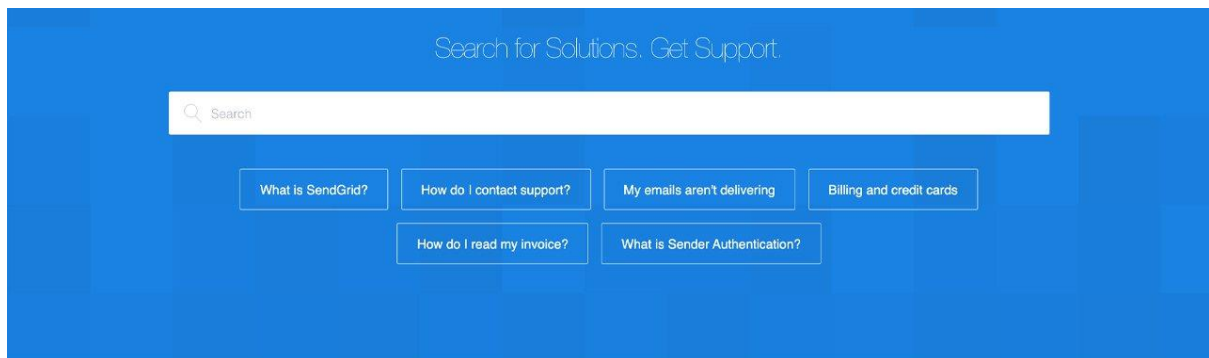 Search for Solutions. Get Support.
Search
What is SendGrid?
How do I contact support?
My emails aren't delivering
Billing and credit cards
How do I read my invoice?
What is Sender Authentication?